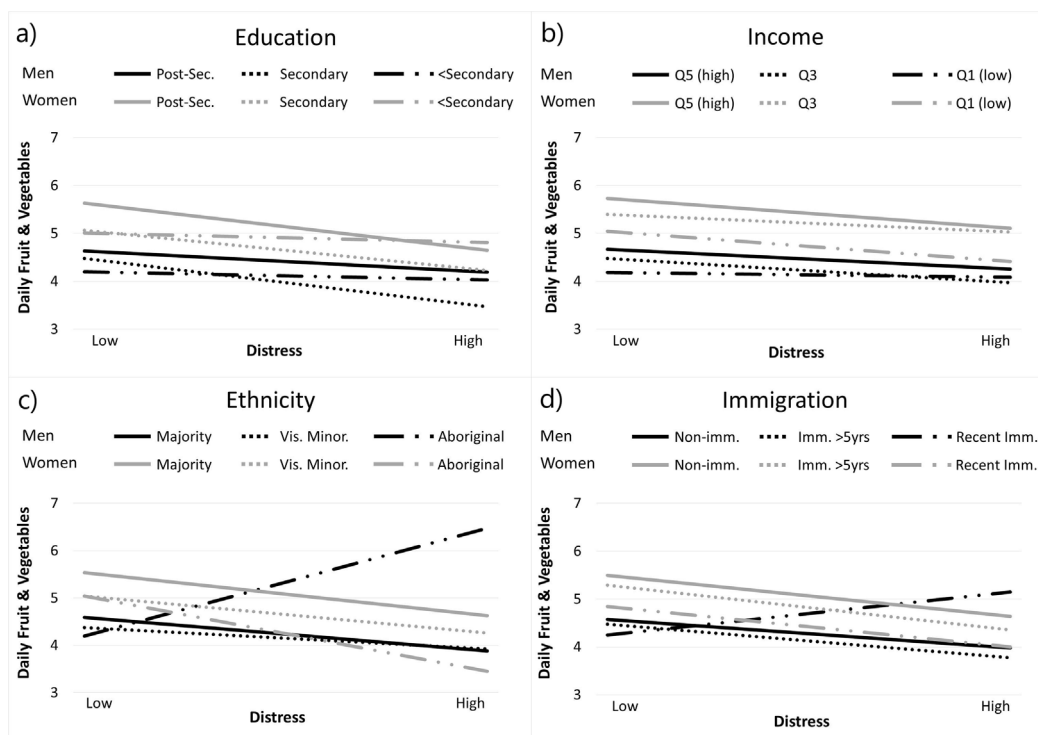 a) Education
Men Post-Sec. Secondary <Secondary
Women Post-Sec. Secondary <Secondary
Daily Fruit & Vegetables
7
6
5
4
3
Low High
Distress
b) Income
Men Q5 (high) Q3 Q1 (low)
Women Q5 (high) Q3 Q1 (low)
Daily Fruit & Vegetables
7
6
5
4
3
Low High
Distress
c) Ethnicity
Men Majority Vis. Minor. Aboriginal
Women Majority Vis. Minor. Aboriginal
Daily Fruit & Vegetables
7
6
5
4
3
Low High
Distress
d) Immigration
Men Non-imm. Imm. >5yrs Recent Imm.
Women Non-imm. Imm. >5yrs Recent Imm.
Daily Fruit & Vegetables
7
6
5
4
3
Low High
Distress